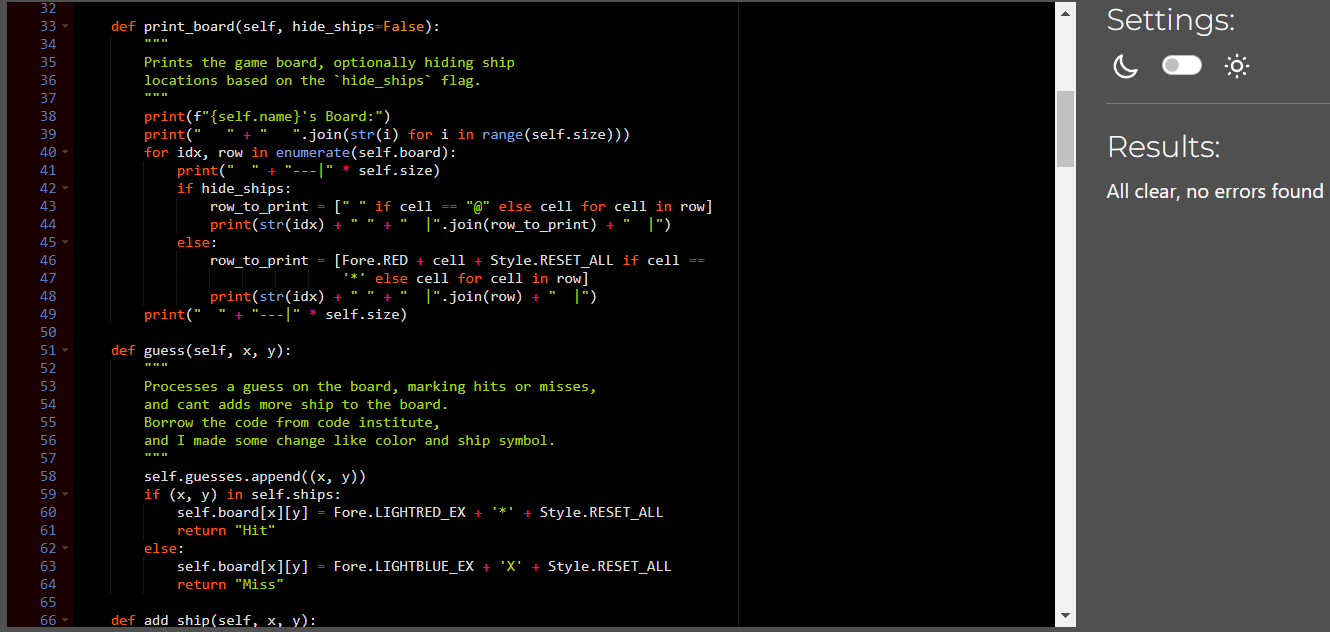 32
33 def print_board(self, hide_ships=False):
34 """
35 Prints the game board, optionally hiding ship
36 locations based on the `hide_ships` flag.
37 """
38 print(f"{self.name}'s Board:")
39 print("   " + "   ".join(str(i) for i in range(self.size)))
40 for idx, row in enumerate(self.board):
41 print("  " + "---|" * self.size)
42 if hide_ships:
43 row_to_print = [" " if cell == "@" else cell for cell in row]
44 print(str(idx) + " " + "  |".join(row_to_print) + "  |")
45 else:
46 row_to_print = [Fore.RED + cell + Style.RESET_ALL if cell ==
47 '*' else cell for cell in row]
48 print(str(idx) + " " + "  |".join(row) + "  |")
49 print("  " + "---|" * self.size)
50
51 def guess(self, x, y):
52 """
53 Processes a guess on the board, marking hits or misses,
54 and cant adds more ship to the board.
55 Borrow the code from code institute,
56 and I made some change like color and ship symbol.
57 """
58 self.guesses.append((x, y))
59 if (x, y) in self.ships:
60 self.board[x][y] = Fore.LIGHTRED_EX + '*' + Style.RESET_ALL
61 return "Hit"
62 else:
63 self.board[x][y] = Fore.LIGHTBLUE_EX + 'X' + Style.RESET_ALL
64 return "Miss"
65
66 def add_ship(self, x, y):
Settings:
Results:
All clear, no errors found